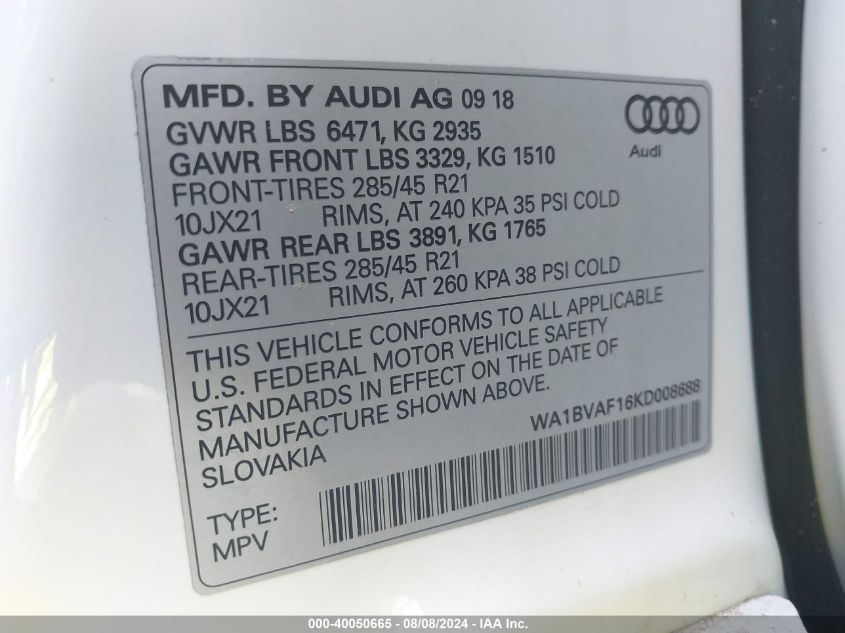 MFD. BY AUDI AG 09 18
GVWR LBS 6471, KG 2935
GAWR FRONT LBS 3329, KG 1510
FRONT-TIRES 285/45 R21
10JX21 RIMS, AT 240 KPA 35 PSI COLD
GAWR REAR LBS 3891, KG 1765
REAR-TIRES 285/45 R21
10JX21 RIMS, AT 260 KPA 38 PSI COLD
Audi
THIS VEHICLE CONFORMS TO ALL APPLICABLE
U.S. FEDERAL MOTOR VEHICLE SAFETY
STANDARDS IN EFFECT ON THE DATE OF
MANUFACTURE SHOWN ABOVE.
SLOVAKIA
WA1BVAF16KD008688
TYPE:
MPV
000-40050665 - 08/08/2024 - IAA Inc.